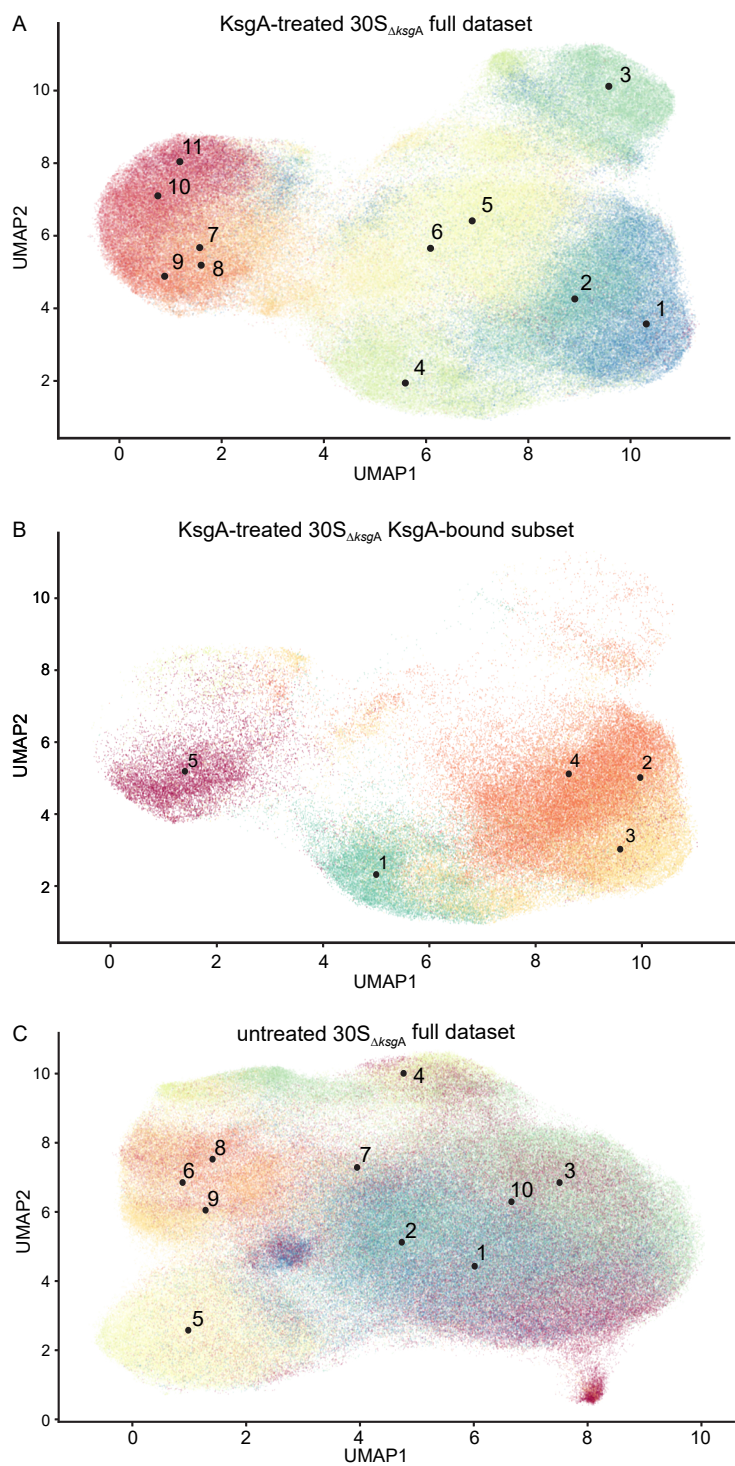 A
KsgA-treated 30SΔksgA full dataset
UMAP2
10
8
6
4
2
11
10
7
9
8
3
5
6
2
1
4
0 2 4 6 8 10
UMAP1
B
KsgA-treated 30SΔksgA KsgA-bound subset
UMAP2
10
8
6
4
2
5
4
2
3
1
0 2 4 6 8 10
UMAP1
C
untreated 30SΔksgA full dataset
UMAP2
10
8
6
4
2
0
4
8
7
6
3
10
9
2
1
5
0 2 4 6 8 10
UMAP1